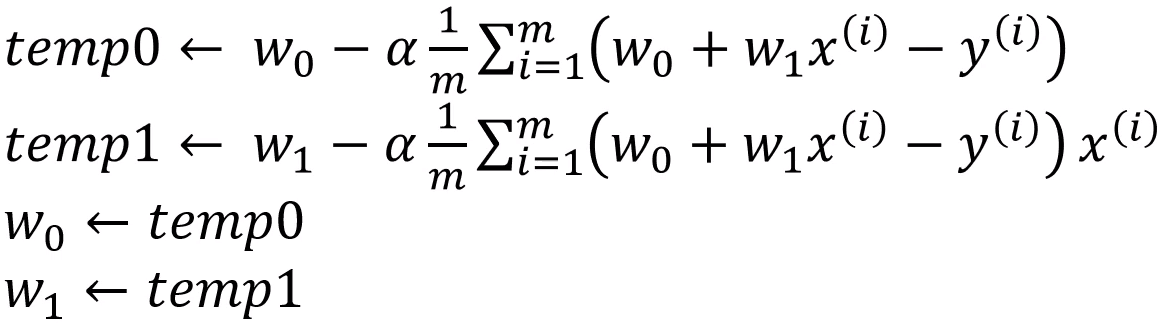 temp0 ← w₀ − α 1/m ∑ᵢ₌₁ᵐ(w₀ + w₁x⁽ⁱ⁾ − y⁽ⁱ⁾)
temp1 ← w₁ − α 1/m ∑ᵢ₌₁ᵐ(w₀ + w₁x⁽ⁱ⁾ − y⁽ⁱ⁾) x⁽ⁱ⁾
w₀ ← temp0
w₁ ← temp1